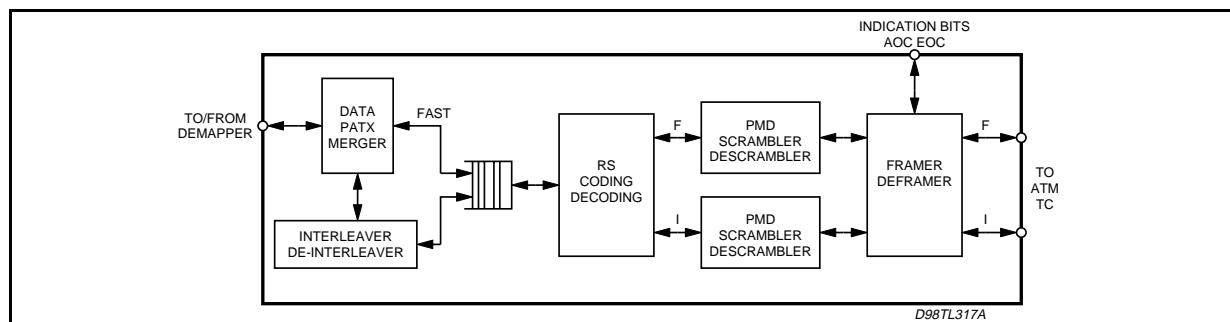 INDICATION BITS
AOC EOC
TO/FROM
DEMAPPER
DATA
PATX
MERGER
FAST
INTERLEAVER
DE-INTERLEAVER
RS
CODING
DECODING
F
I
PMD
SCRAMBLER
DESCRAMBLER
PMD
SCRAMBLER
DESCRAMBLER
FRAMER
DEFRAMER
F
I
TO
ATM
TC
D98TL317A